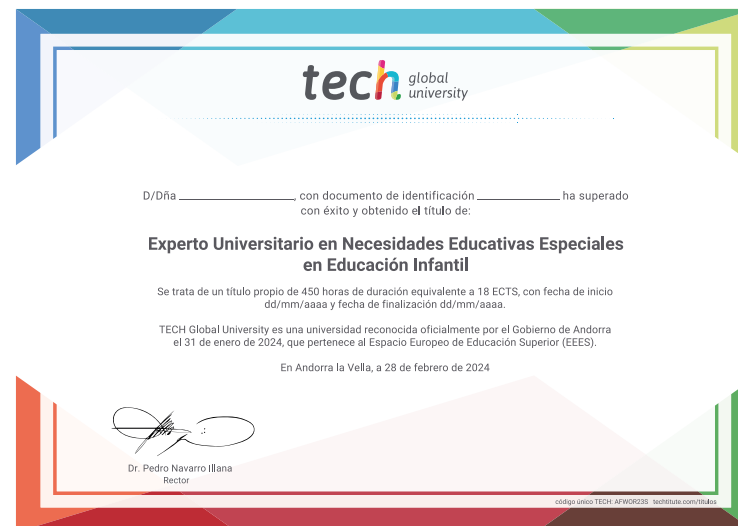 tech global
university
D/Dña ______________, con documento de identificación ______________ ha superado
con éxito y obtenido el título de:
Experto Universitario en Necesidades Educativas Especiales
en Educación Infantil
Se trata de un título propio de 450 horas de duración equivalente a 18 ECTS, con fecha de inicio
dd/mm/aaaa y fecha de finalización dd/mm/aaaa.
TECH Global University es una universidad reconocida oficialmente por el Gobierno de Andorra
el 31 de enero de 2024, que pertenece al Espacio Europeo de Educación Superior (EEES).
En Andorra la Vella, a 28 de febrero de 2024
Dr. Pedro Navarro Illana
Rector
código único TECH: AFWOR23S techtitute.com/titulos